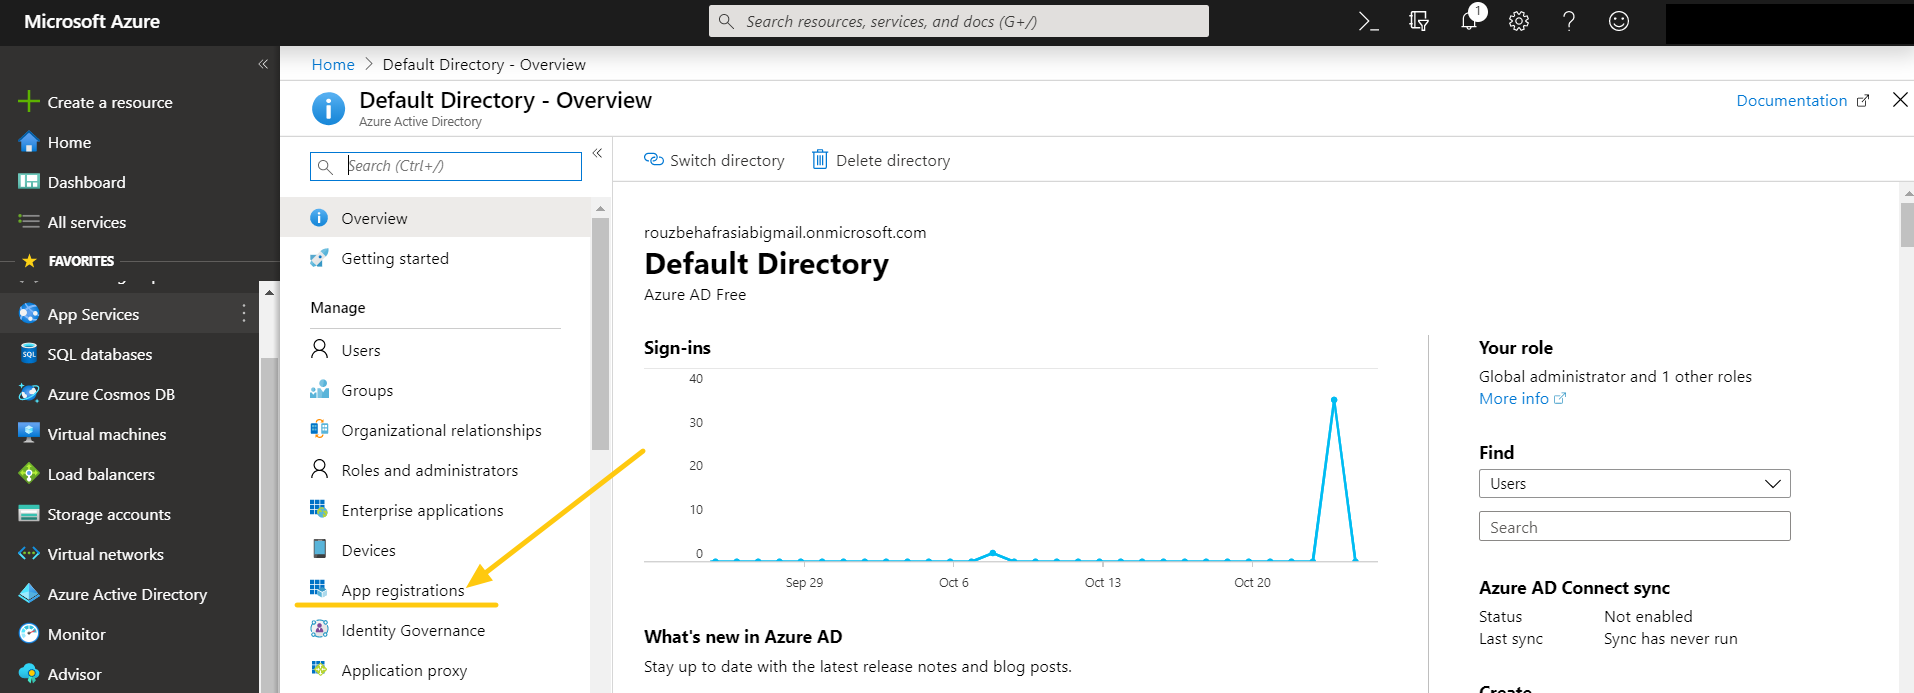 Microsoft Azure
Search resources, services, and docs (G+/)
1
Create a resource
Home
Dashboard
All services
FAVORITES
App Services
SQL databases
Azure Cosmos DB
Virtual machines
Load balancers
Storage accounts
Virtual networks
Azure Active Directory
Monitor
Advisor
Home > Default Directory - Overview
Default Directory - Overview
Azure Active Directory
Documentation
Search (Ctrl+/)
Overview
Getting started
Manage
Users
Groups
Organizational relationships
Roles and administrators
Enterprise applications
Devices
App registrations
Identity Governance
Application proxy
Switch directory
Delete directory
rouzbehafrasiabigmail.onmicrosoft.com
Default Directory
Azure AD Free
Sign-ins
40
30
20
10
0
Sep 29
Oct 6
Oct 13
Oct 20
What's new in Azure AD
Stay up to date with the latest release notes and blog posts.
Your role
Global administrator and 1 other roles
More info
Find
Users
Search
Azure AD Connect sync
Status Not enabled
Last sync Sync has never run
Create